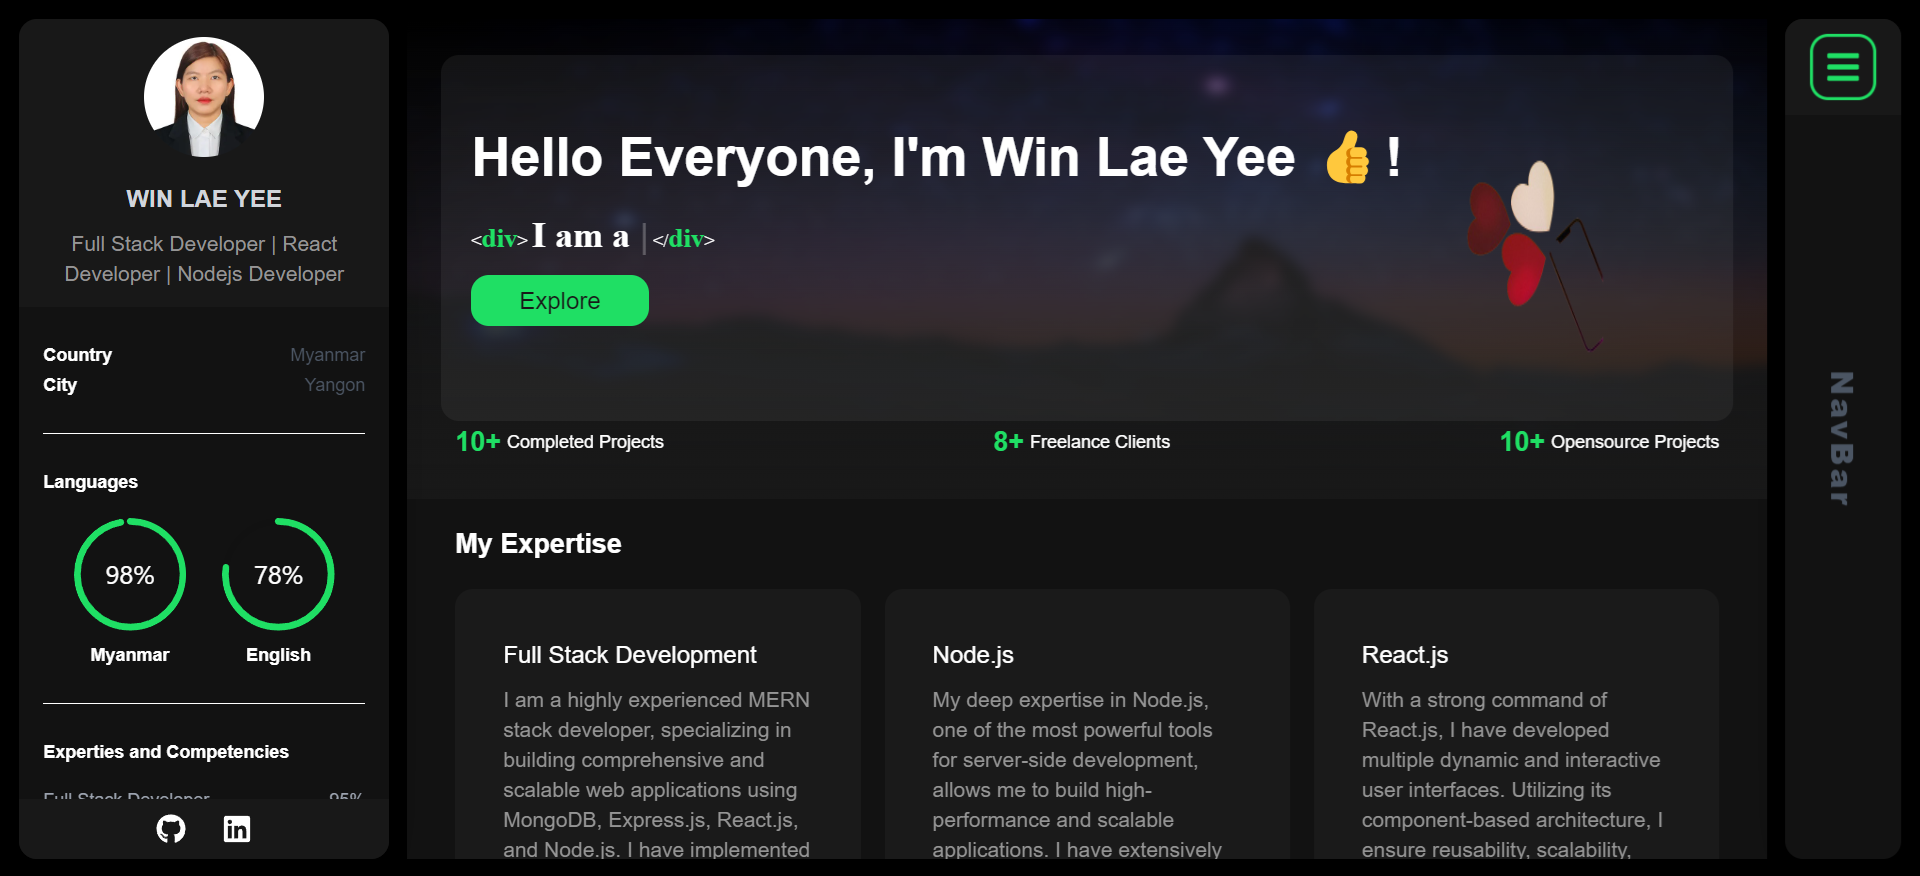 WIN LAE YEE
Full Stack Developer | React
Developer | Nodejs Developer
Country Myanmar
City Yangon
Languages
98% 78%
Myanmar English
Experties and Competencies
Full Stack Developer 95%
Hello Everyone, I'm Win Lae Yee 👍 !
<div> I am a | </div>
Explore
10+ Completed Projects
8+ Freelance Clients
10+ Opensource Projects
My Expertise
Full Stack Development
I am a highly experienced MERN
stack developer, specializing in
building comprehensive and
scalable web applications using
MongoDB, Express.js, React.js,
and Node.js. I have implemented
Node.js
My deep expertise in Node.js,
one of the most powerful tools
for server-side development,
allows me to build high-
performance and scalable
applications. I have extensively
React.js
With a strong command of
React.js, I have developed
multiple dynamic and interactive
user interfaces. Utilizing its
component-based architecture, I
ensure reusability, scalability,
NavBar